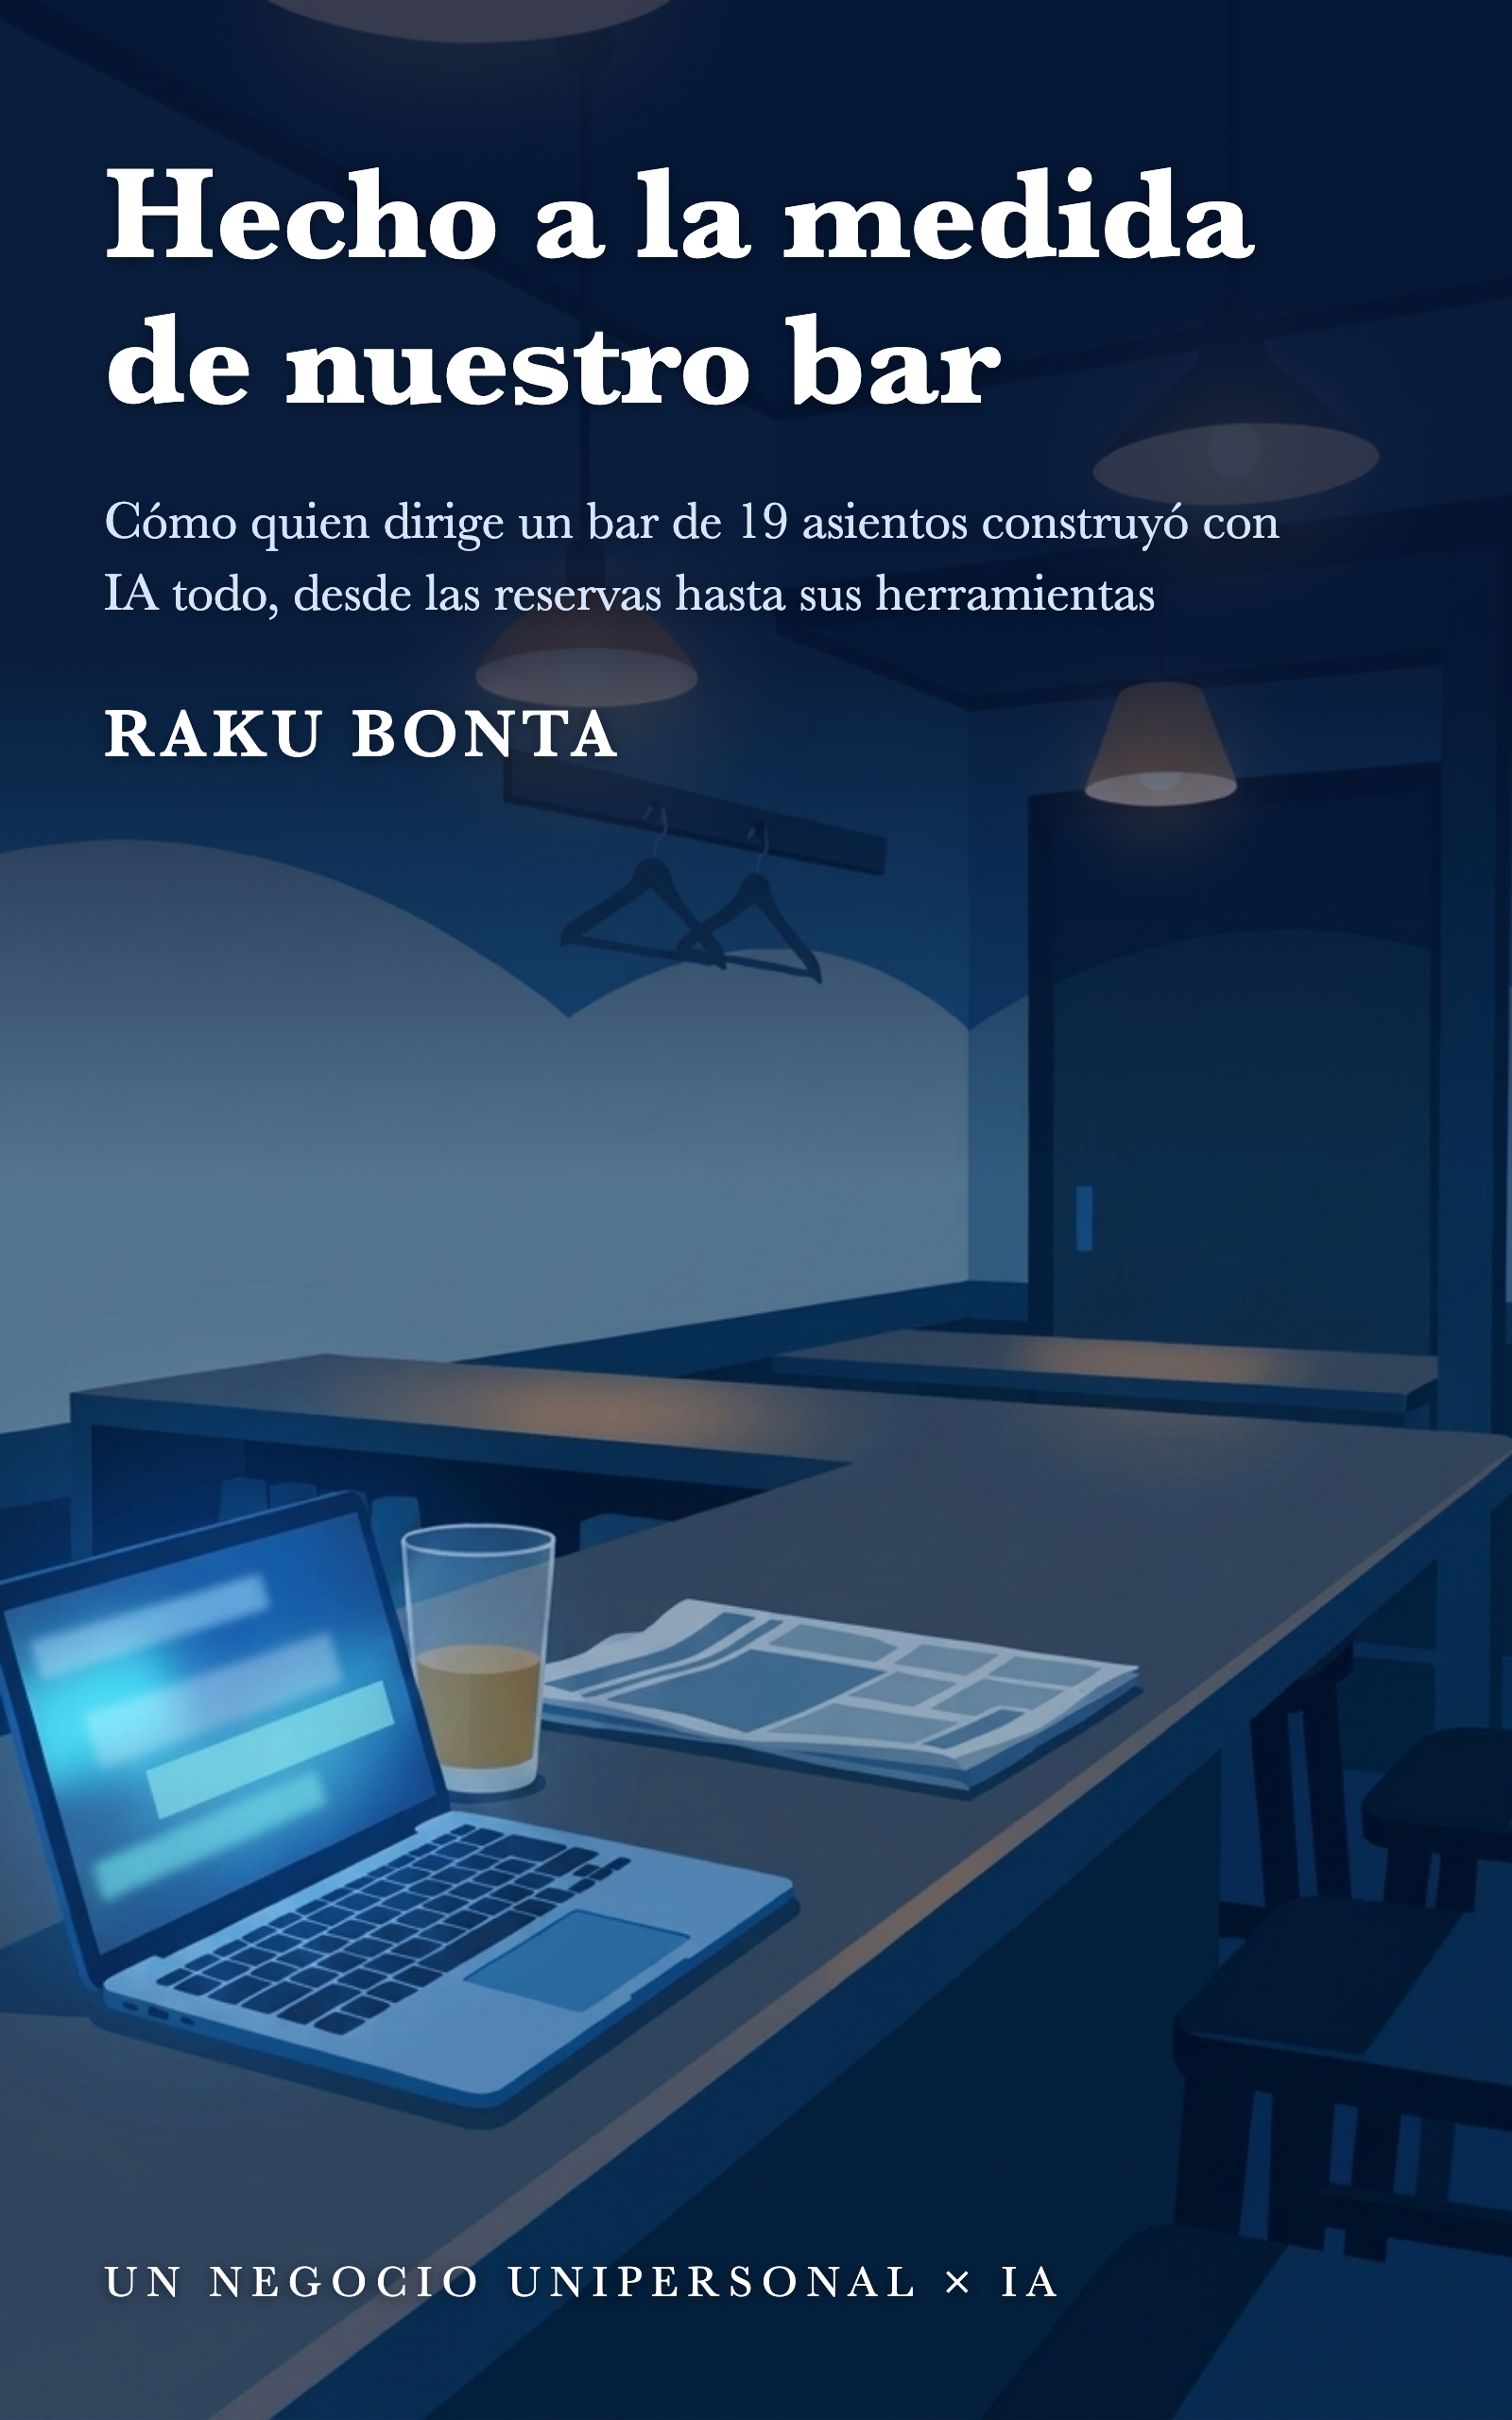 Hecho a la medida
de nuestro bar
Cómo quien dirige un bar de 19 asientos construyó con
IA todo, desde las reservas hasta sus herramientas
RAKU BONTA
UN NEGOCIO UNIPERSONAL × IA